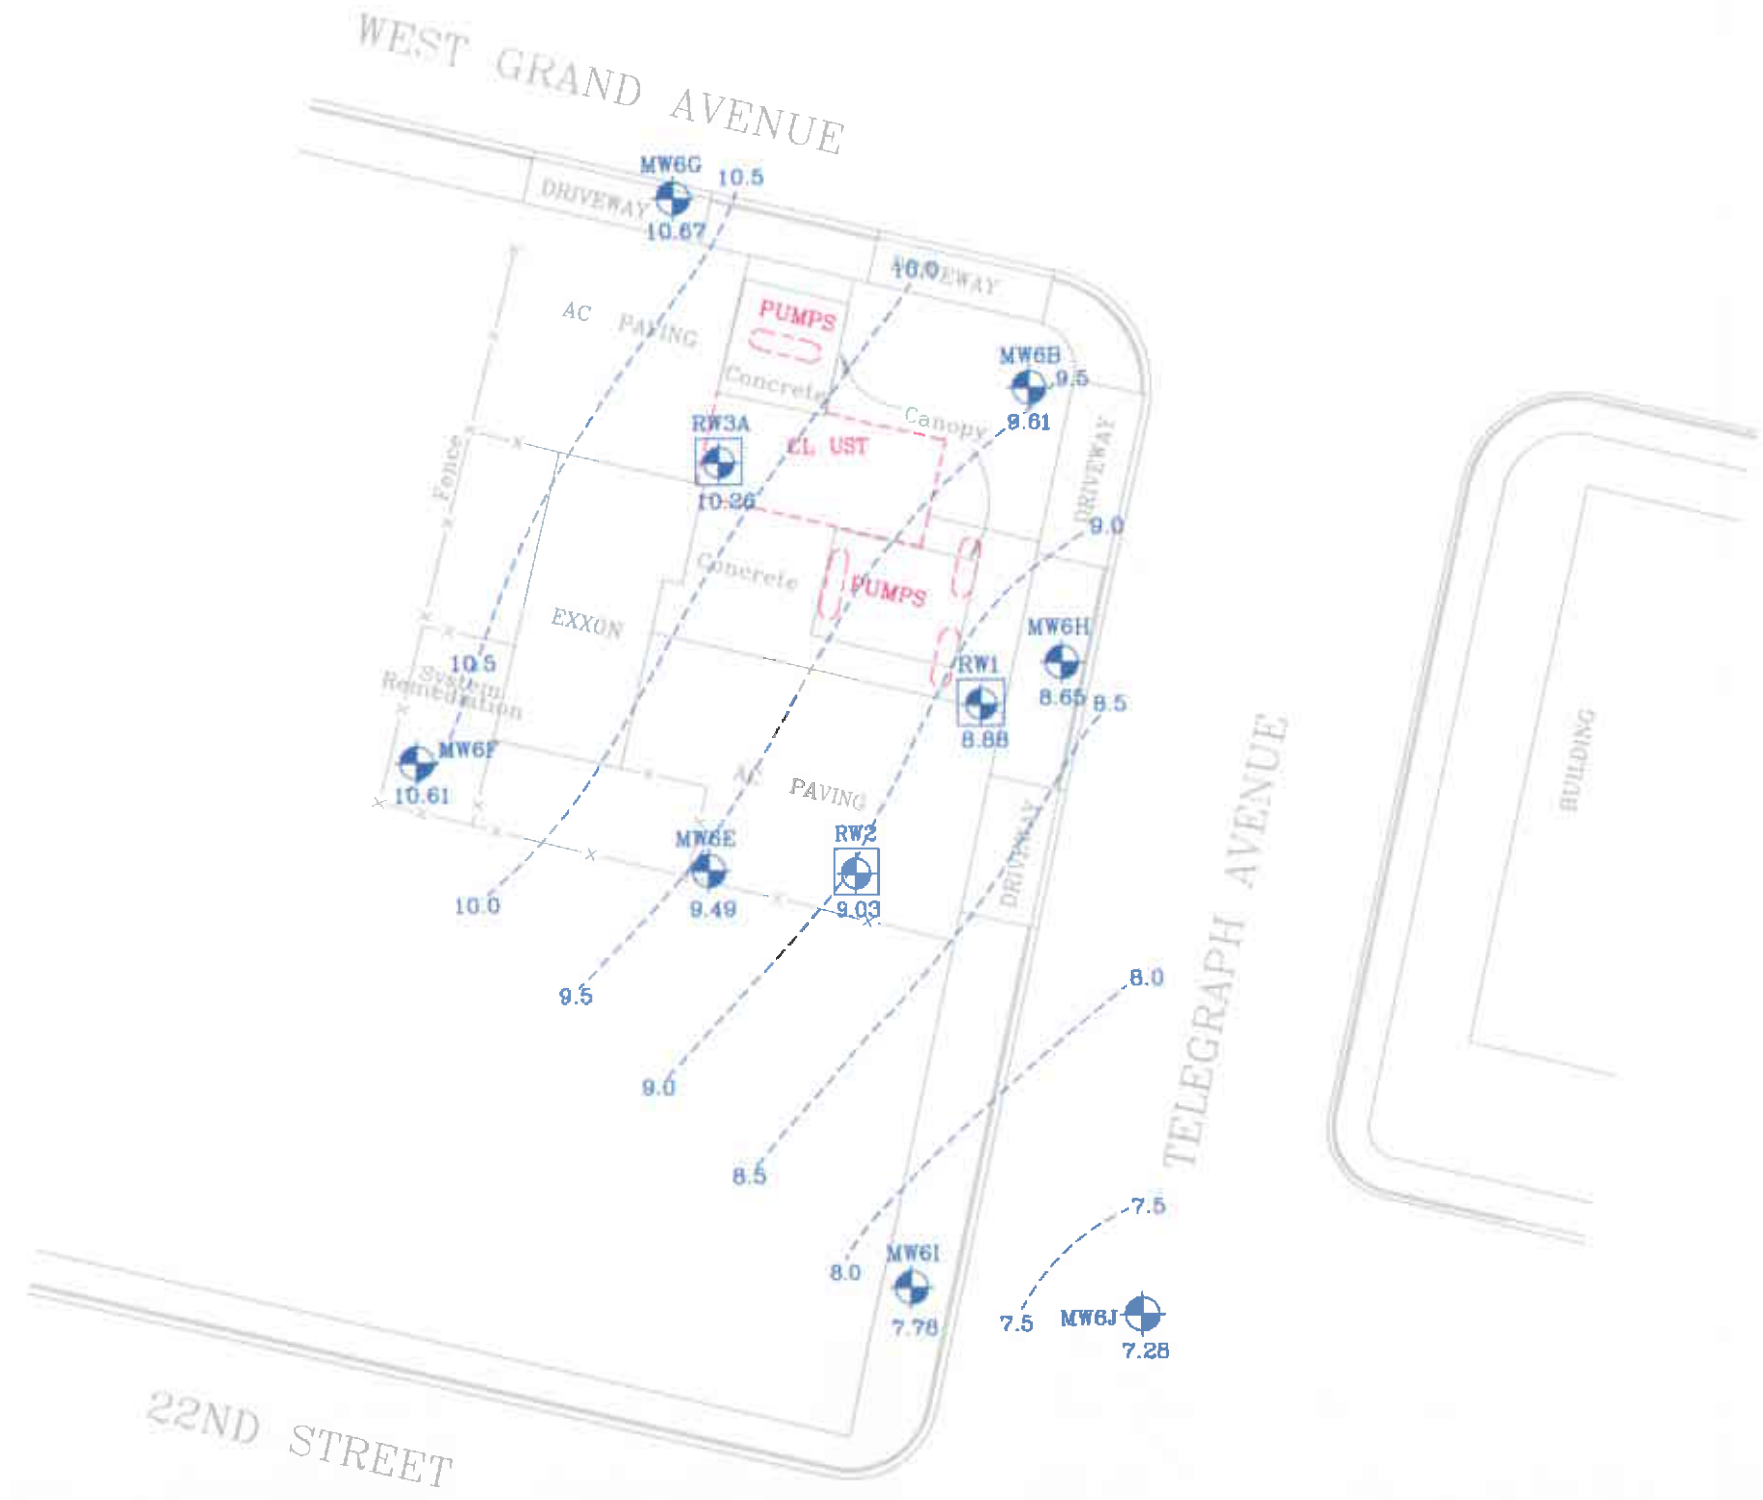 WEST GRAND AVENUE
MW6G
10.5
DRIVEWAY
10.67
10.0
AC PAVING
PUMPS
MW6B
9.5
Concrete
9.61
Canopy
RW3A
EL UST
10.26
DRIVEWAY
Fence
9.0
Concrete
PUMPS
EXXON
MW6H
10.5
RW1
System
Remediation
8.65
8.5
8.88
MW6F
10.61
AC PAVING
MW6E
RW2
DRIVEWAY
10.0
9.49
9.03
9.5
8.0
9.0
8.5
TELEGRAPH AVENUE
BUILDING
7.5
MW6I
8.0
7.78
7.5
MW6J
7.28
22ND STREET